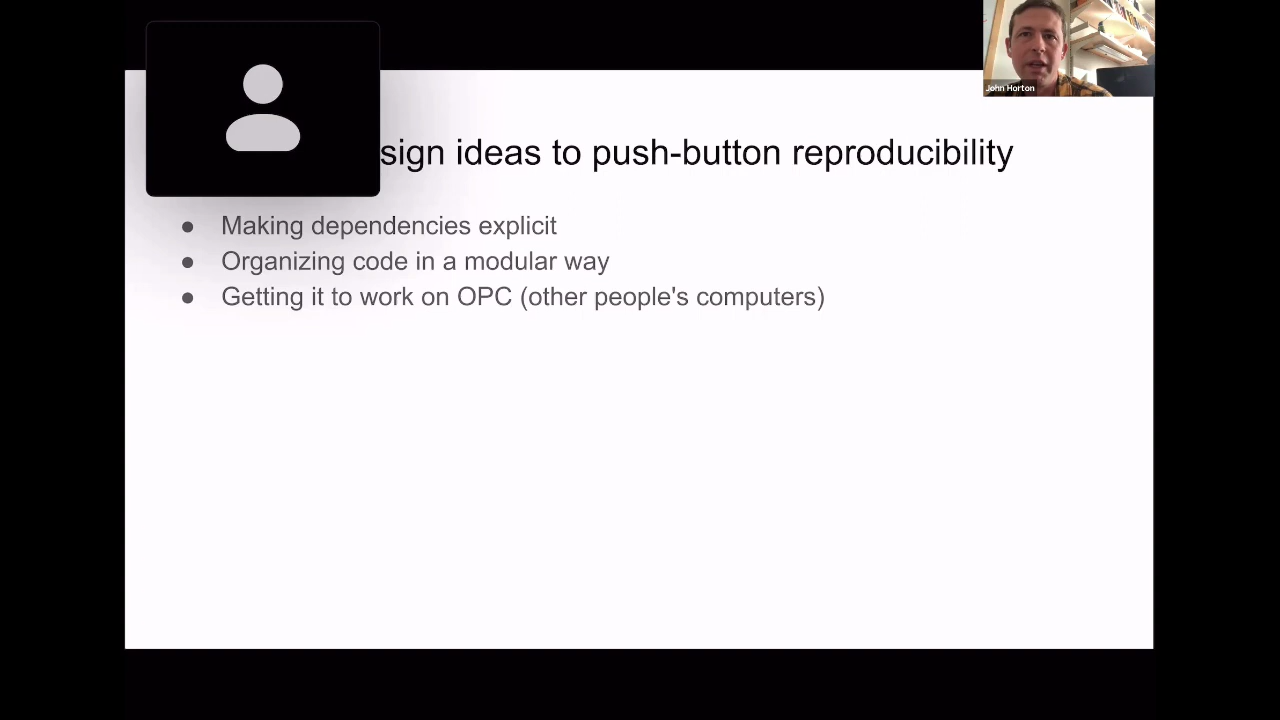 John Horton
sign ideas to push-button reproducibility
● Making dependencies explicit
● Organizing code in a modular way
● Getting it to work on OPC (other people's computers)